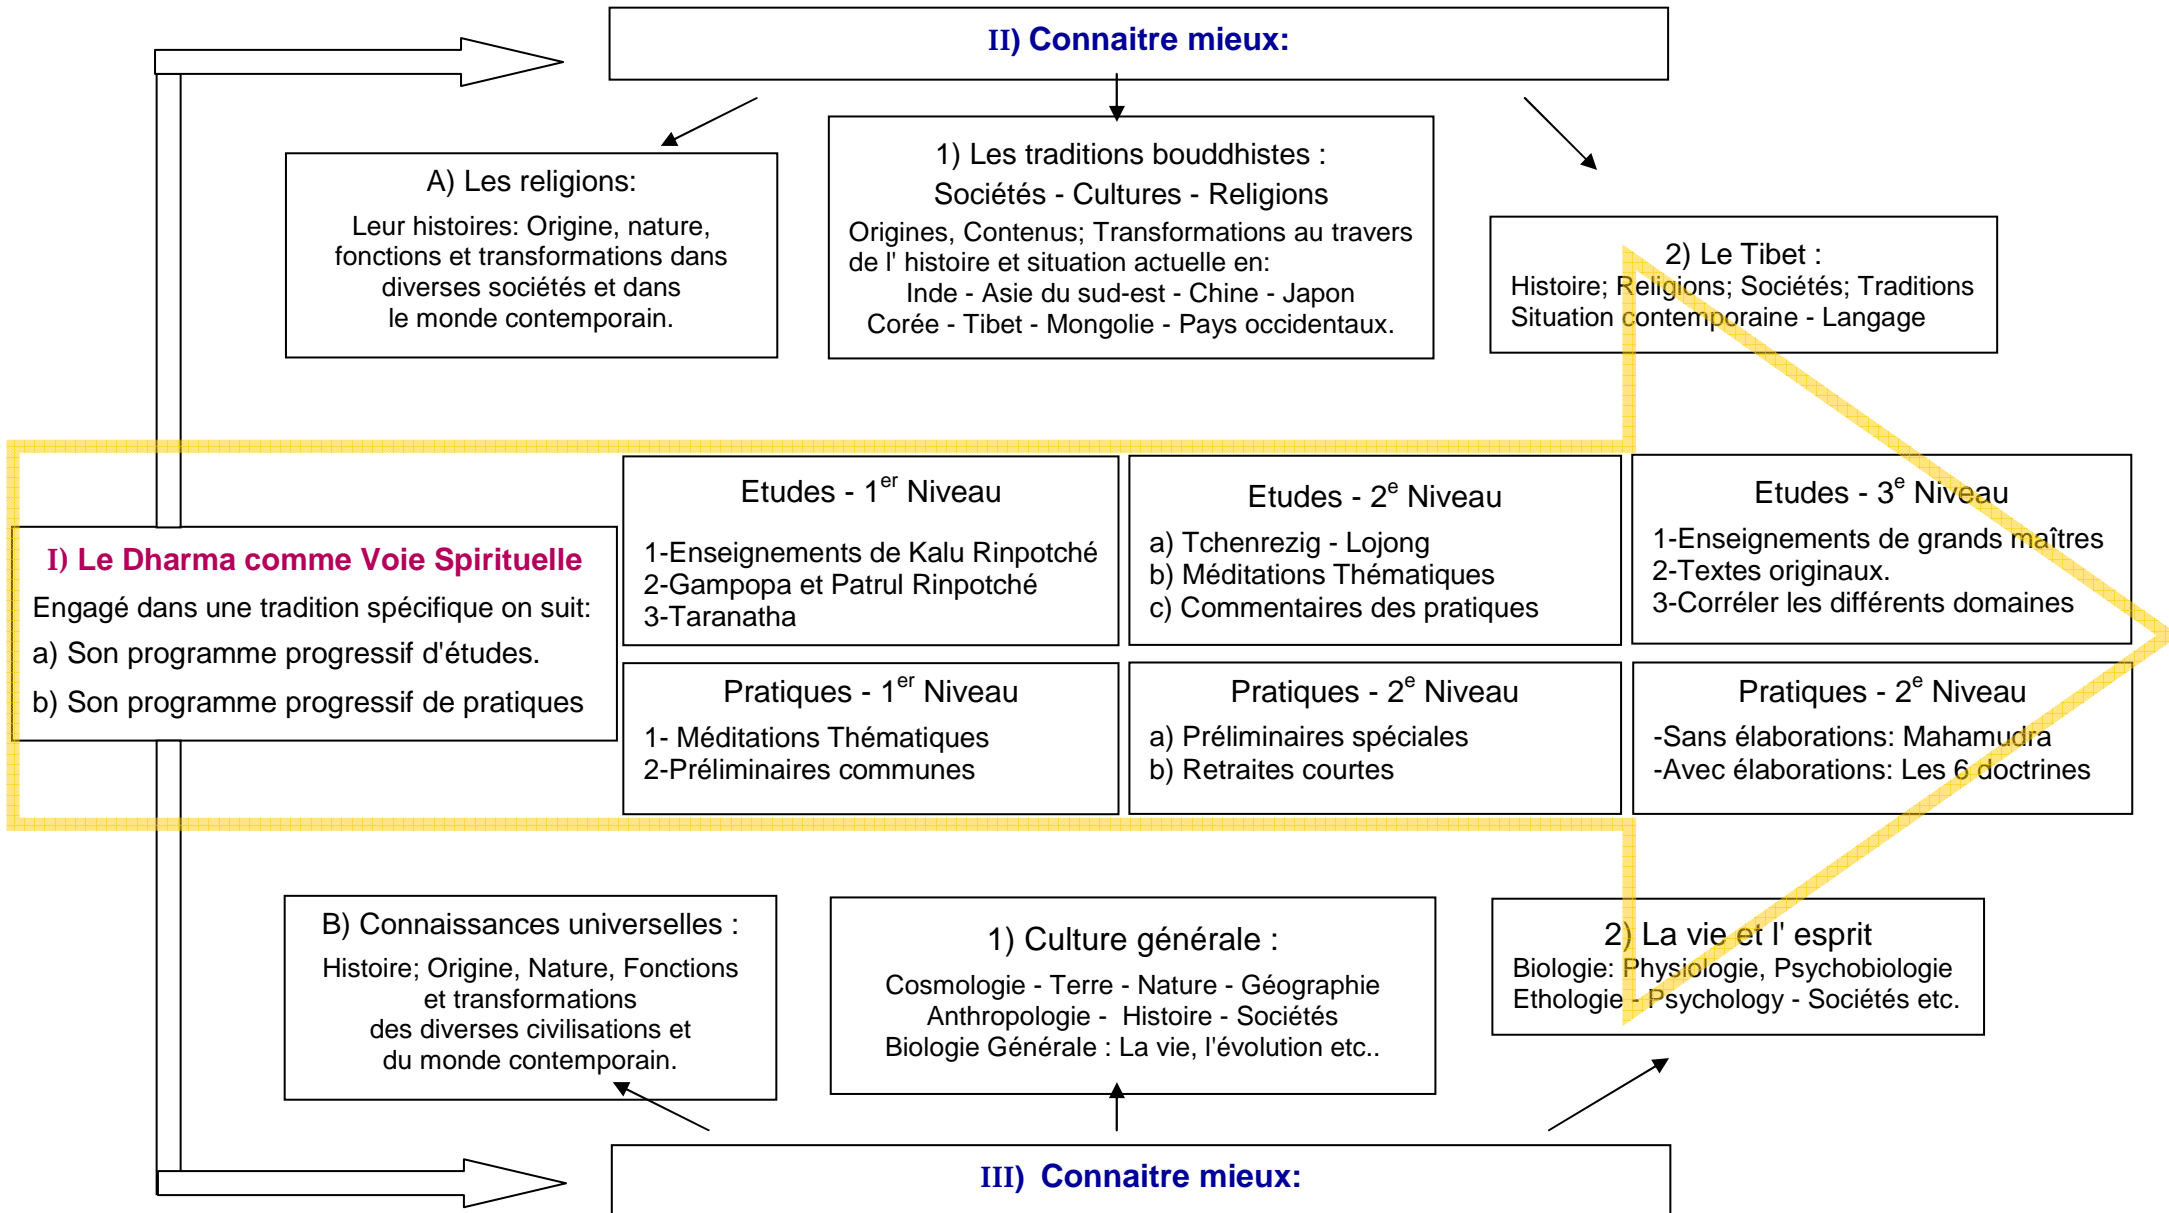 II) Connaitre mieux:
A) Les religions:
Leur histoires: Origine, nature,
fonctions et transformations dans
diverses sociétés et dans
le monde contemporain.
1) Les traditions bouddhistes :
Sociétés - Cultures - Religions
Origines, Contenus; Transformations au travers
de l' histoire et situation actuelle en:
Inde - Asie du sud-est - Chine - Japon
Corée - Tibet - Mongolie - Pays occidentaux.
2) Le Tibet :
Histoire; Religions; Sociétés; Traditions
Situation contemporaine - Langage
I) Le Dharma comme Voie Spirituelle
Engagé dans une tradition spécifique on suit:
a) Son programme progressif d'études.
b) Son programme progressif de pratiques
Etudes - 1er Niveau
1-Enseignements de Kalu Rinpotché
2-Gampopa et Patrul Rinpotché
3-Taranatha
Etudes - 2e Niveau
a) Tchenrezig - Lojong
b) Méditations Thématiques
c) Commentaires des pratiques
Etudes - 3e Niveau
1-Enseignements de grands maîtres
2-Textes originaux.
3-Corréler les différents domaines
Pratiques - 1er Niveau
1- Méditations Thématiques
2-Préliminaires communes
Pratiques - 2e Niveau
a) Préliminaires spéciales
b) Retraites courtes
Pratiques - 2e Niveau
-Sans élaborations: Mahamudra
-Avec élaborations: Les 6 doctrines
B) Connaissances universelles :
Histoire; Origine, Nature, Fonctions
et transformations
des diverses civilisations et
du monde contemporain.
1) Culture générale :
Cosmologie - Terre - Nature - Géographie
Anthropologie - Histoire - Sociétés
Biologie Générale : La vie, l'évolution etc..
2) La vie et l' esprit
Biologie: Physiologie, Psychobiologie
Ethologie - Psychology - Sociétés etc.
III) Connaitre mieux: